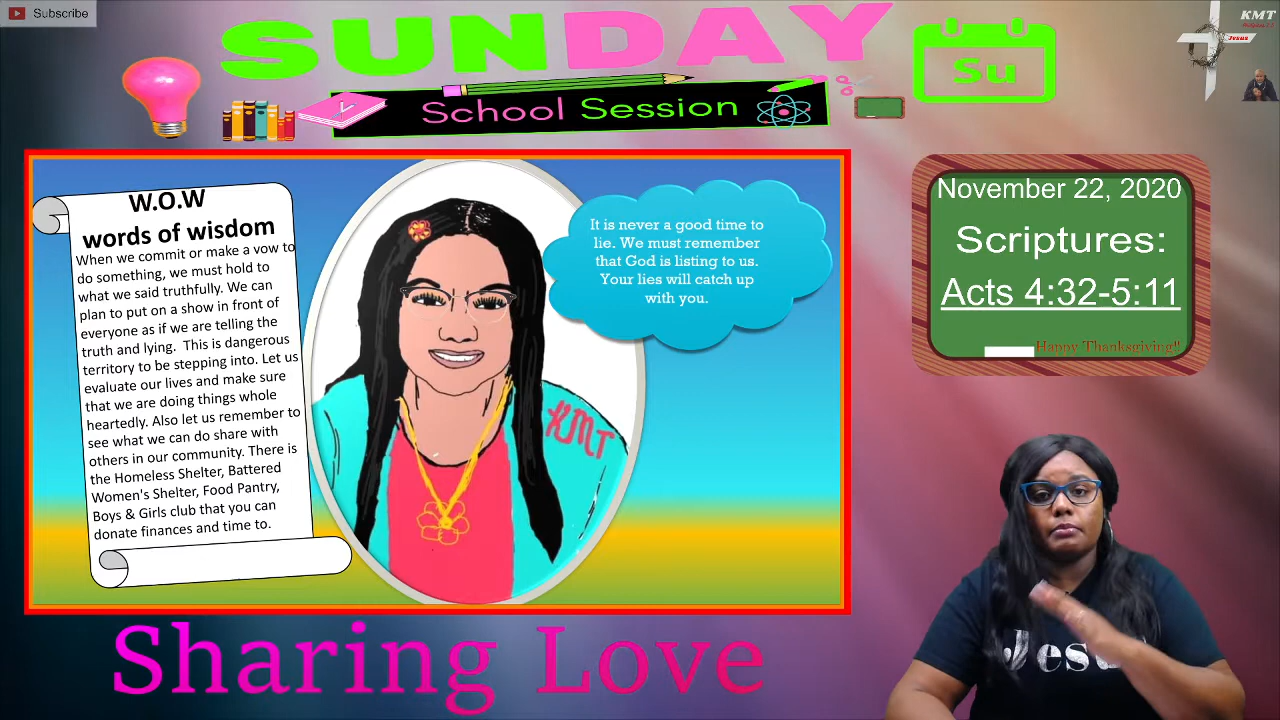 Subscribe
SUNDAY
Su
KMT
Jesus
School Session
W.O.W
words of wisdom
When we commit or make a vow to
do something, we must hold to
what we said truthfully. We can
plan to put on a show in front of
everyone as if we are telling the
truth and lying. This is dangerous
territory to be stepping into. Let us
evaluate our lives and make sure
that we are doing things whole
heartedly. Also let us remember to
see what we can do share with
others in our community. There is
the Homeless Shelter, Battered
Women's Shelter, Food Pantry,
Boys & Girls club that you can
donate finances and time to.
It is never a good time to
lie. We must remember
that God is listing to us.
Your lies will catch up
with you.
KMT
November 22, 2020
Scriptures:
Acts 4:32-5:11
Happy Thanksgiving!!
Sharing Love